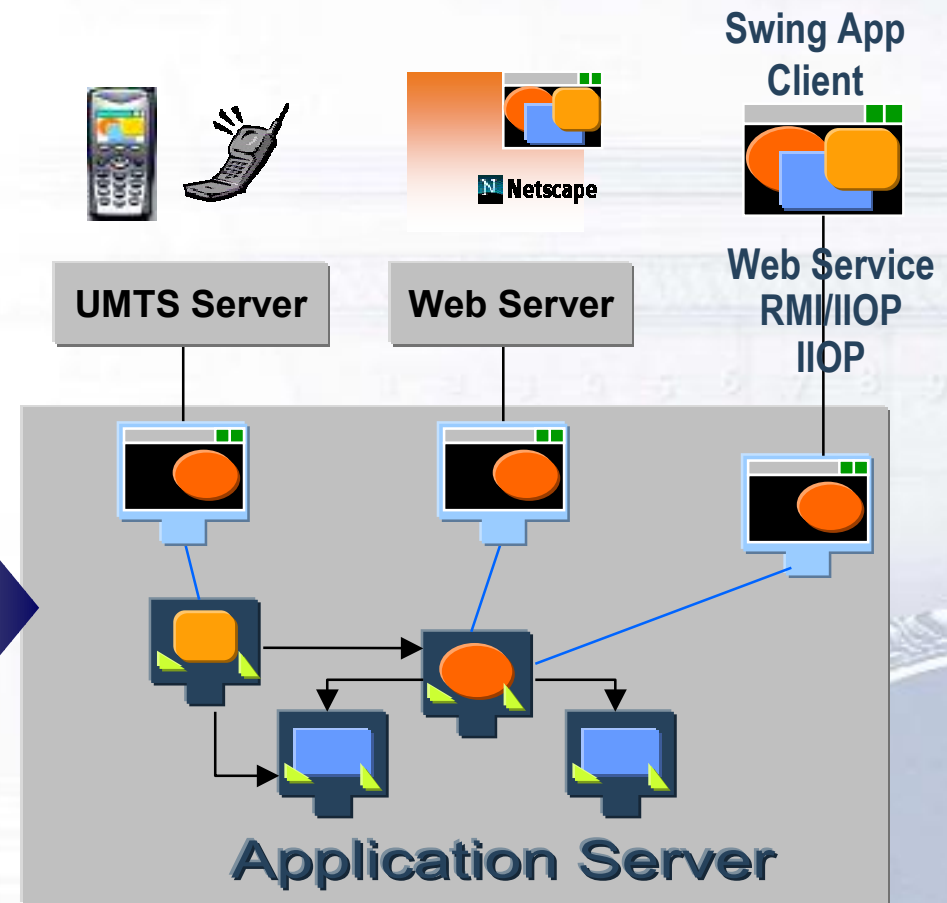 Swing App
Client
N Netscape
UMTS Server
Web Server
Web Service
RMI/IIOP
IIOP
Application Server